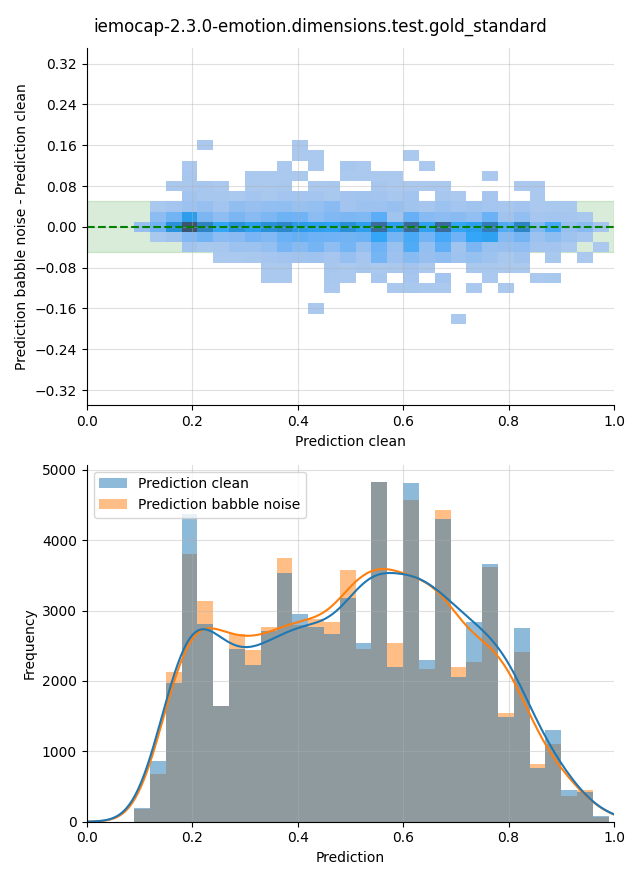 iemocap-2.3.0-emotion.dimensions.test.gold_standard
Prediction babble noise - Prediction clean
0.32
0.24
0.16
0.08
0.00
−0.08
−0.16
−0.24
−0.32
0.0 0.2 0.4 0.6 0.8 1.0
Prediction clean
Frequency
5000
4000
3000
2000
1000
0
Prediction clean
Prediction babble noise
0.0 0.2 0.4 0.6 0.8 1.0
Prediction